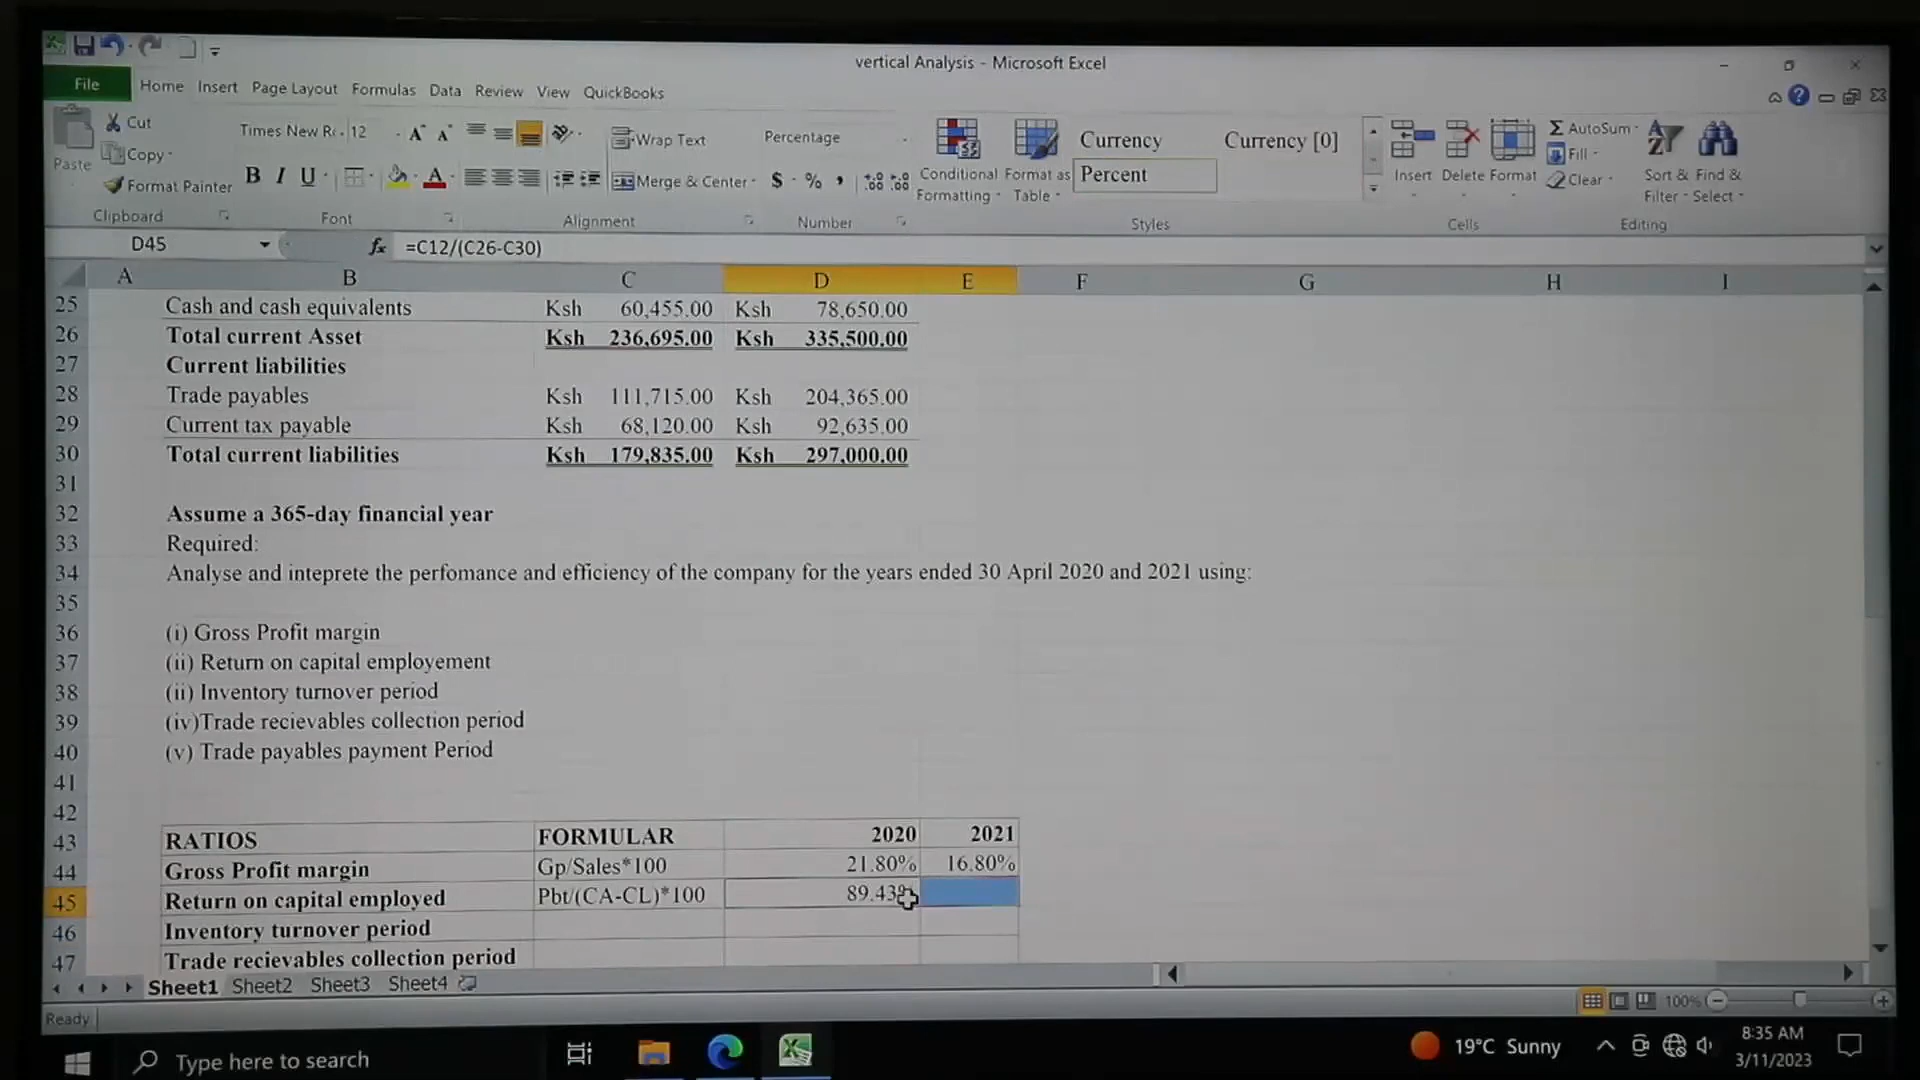 vertical Analysis - Microsoft Excel
File Home Insert Page Layout Formulas Data Review View QuickBooks
Cut
Copy
Format Painter
Paste
Clipboard
Times New R 12
B I U
Font
Wrap Text
Merge & Center
Alignment
Percentage
$ % ,
Number
Conditional Formatting
Format as Table
Currency Currency [0]
Percent
Styles
Insert Delete Format
Cells
Σ AutoSum
Fill
Clear
Sort & Filter
Find & Select
Editing
D45 fx =C12/(C26-C30)
A B C D E F G H I
25 Cash and cash equivalents Ksh 60,455.00 Ksh 78,650.00
26 Total current Asset Ksh 236,695.00 Ksh 335,500.00
27 Current liabilities
28 Trade payables Ksh 111,715.00 Ksh 204,365.00
29 Current tax payable Ksh 68,120.00 Ksh 92,635.00
30 Total current liabilities Ksh 179,835.00 Ksh 297,000.00
31
32 Assume a 365-day financial year
33 Required:
34 Analyse and inteprete the perfomance and efficiency of the company for the years ended 30 April 2020 and 2021 using:
35
36 (i) Gross Profit margin
37 (ii) Return on capital employement
38 (ii) Inventory turnover period
39 (iv)Trade recievables collection period
40 (v) Trade payables payment Period
41
42
43 RATIOS FORMULAR 2020 2021
44 Gross Profit margin Gp/Sales*100 21.80% 16.80%
45 Return on capital employed Pbt/(CA-CL)*100 89.43%
46 Inventory turnover period
47 Trade recievables collection period
Sheet1 Sheet2 Sheet3 Sheet4
Ready 100%
Type here to search
19°C Sunny
8:35 AM
3/11/2023